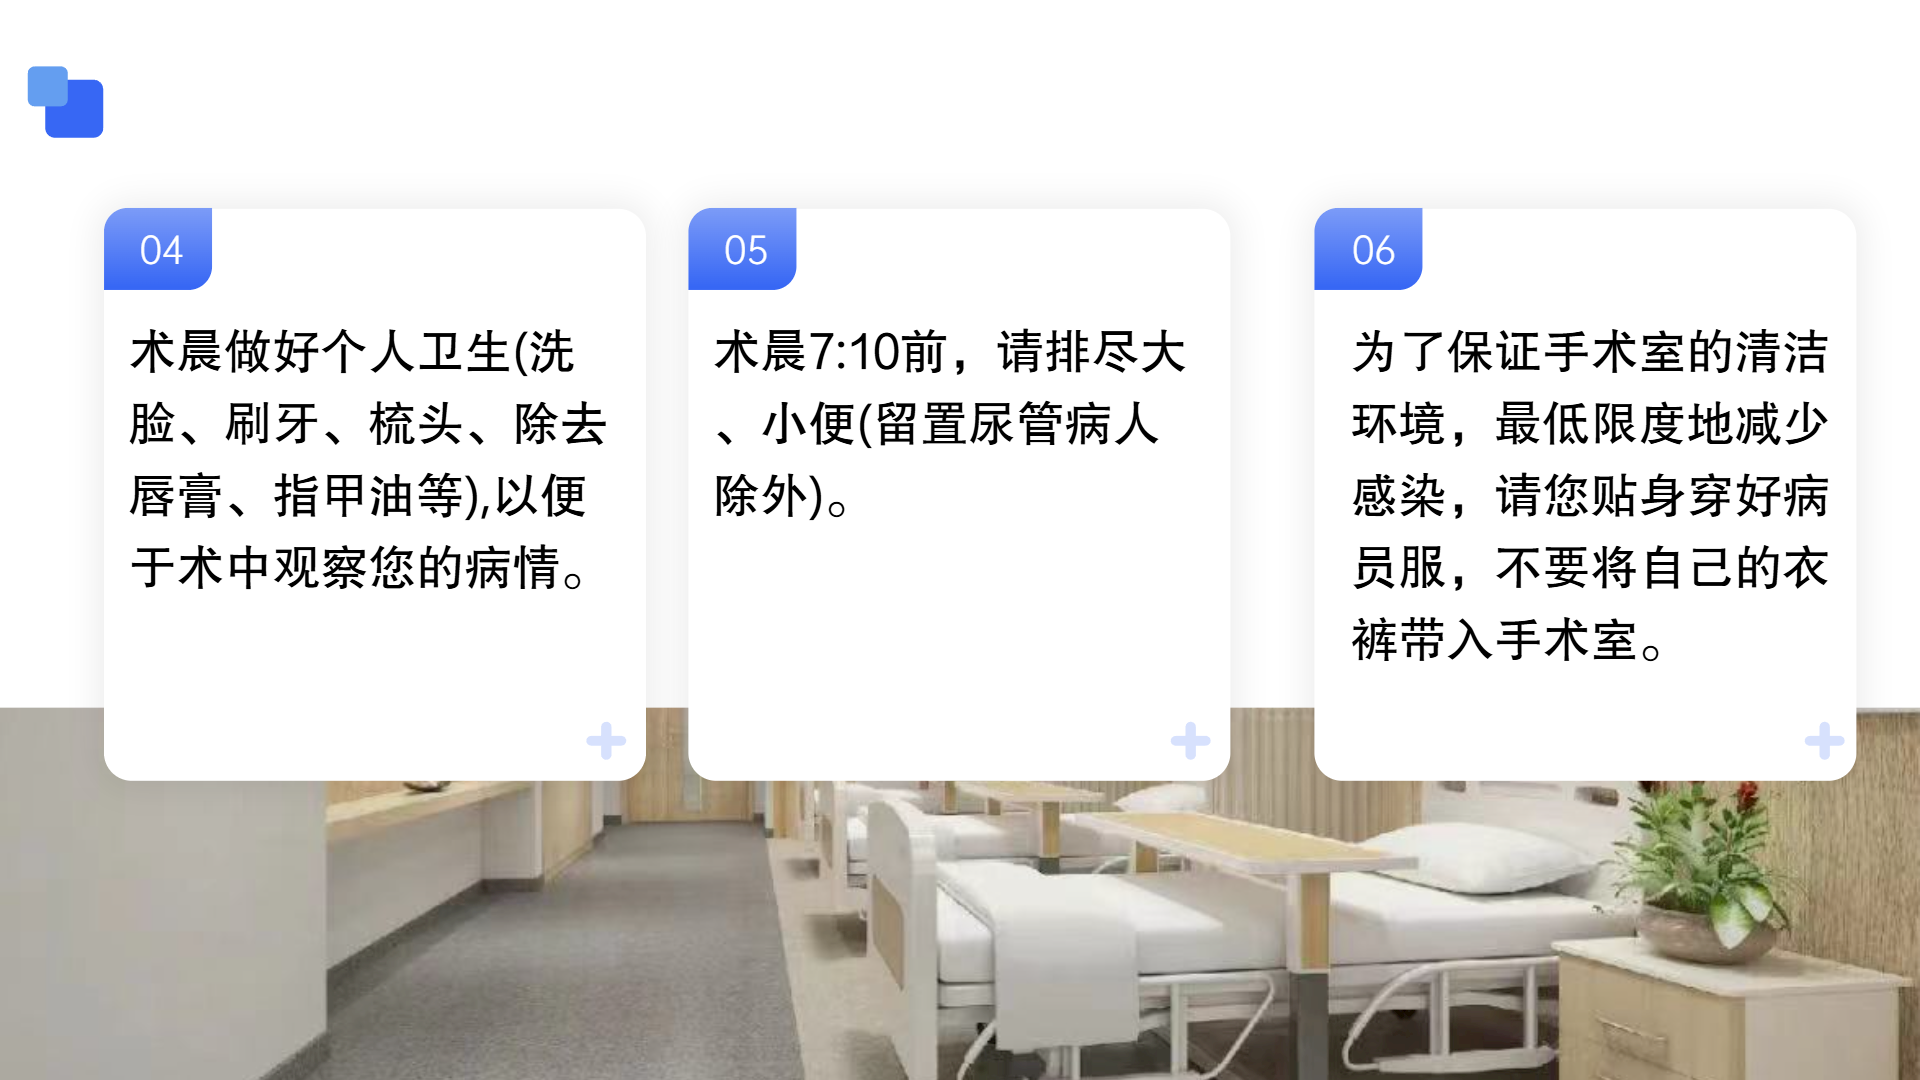 04
术晨做好个人卫生(洗
脸、刷牙、梳头、除去
唇膏、指甲油等),以便
于术中观察您的病情。
05
术晨7:10前，请排尽大
、小便(留置尿管病人
除外)。
06
为了保证手术室的清洁
环境，最低限度地减少
感染，请您贴身穿好病
员服，不要将自己的衣
裤带入手术室。